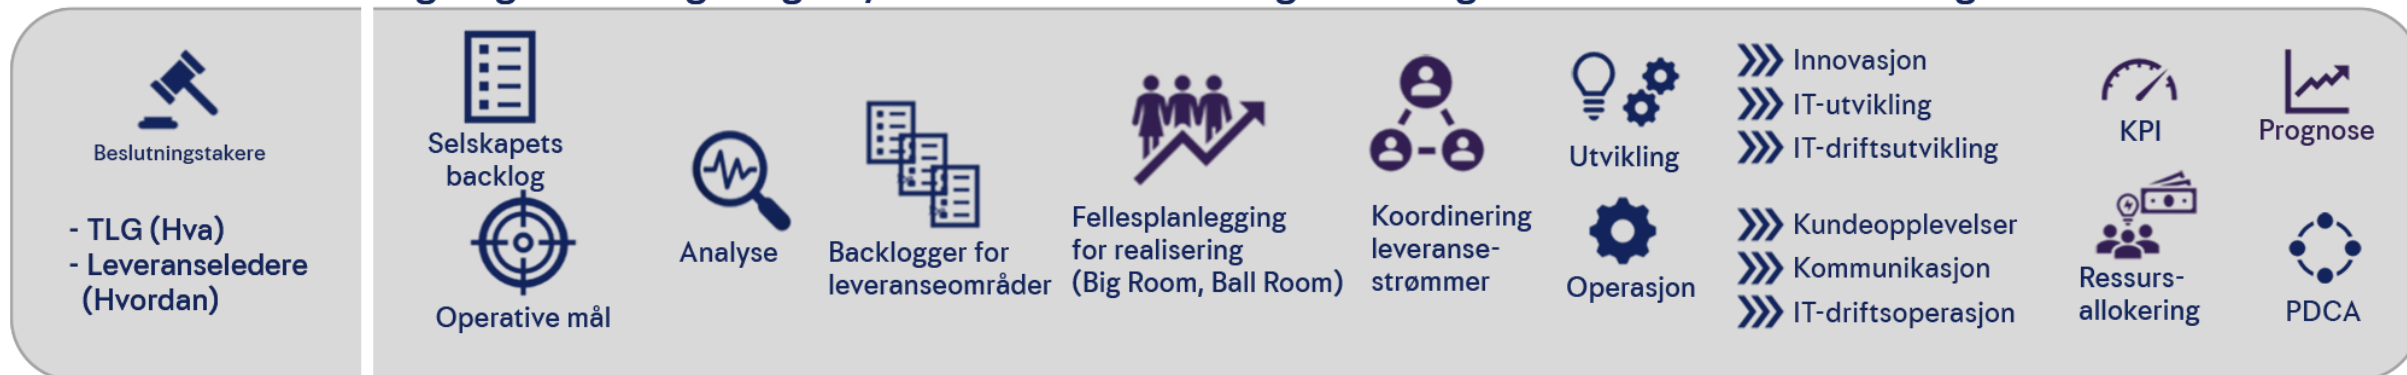 Beslutningstakere
- TLG (Hva)
- Leveranseledere
(Hvordan)
Selskapets
backlog
Operative mål
Analyse
Backlogger for
leveranseområder
Fellesplanlegging
for realisering
(Big Room, Ball Room)
Koordinering
leveranse-
strømmer
Utvikling
Operasjon
Innovasjon
IT-utvikling
IT-driftsutvikling
Kundeopplevelser
Kommunikasjon
IT-driftsoperasjon
KPI
Ressurs-
allokering
Prognose
PDCA